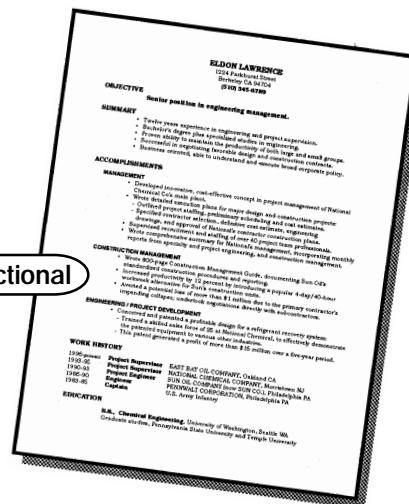 ELDON LAWRENCE
1224 Parkhurst Street
Berkeley CA 94704
(510) 345-6789
OBJECTIVE
Senior position in engineering management.
SUMMARY
• Twelve years experience in engineering and project supervision.
• Bachelor's degree plus specialized studies in engineering.
• Proven ability to maintain the productivity of both large and small groups.
• Successful in negotiating favorable design and construction contracts.
• Business oriented, able to understand and execute broad corporate policy.
ACCOMPLISHMENTS
MANAGEMENT
• Developed innovative, cost-effective concept in project management of National
Chemical Co's main plant.
• Wrote detailed execution plans for major design and construction projects:
- Outlined project staffing, preliminary scheduling and cost estimates.
- Specified contractor selection, definitive cost estimate, engineering
drawings, and approval of National's contractor construction plans.
• Supervised recruitment and staffing of over 40 project team professionals.
• Wrote comprehensive summary for National's management, incorporating monthly
reports from specialty and project engineering, and construction management.
ctional
CONSTRUCTION MANAGEMENT
• Wrote 600-page Construction Management Guide, documenting Sun Oil's
standardized construction procedures and reporting.
• Increased productivity by 12 percent by introducing a popular 4-day/40-hour
workweek alternative for Sun's construction units.
• Averted a potential loss of more than $1 million due to the primary contractor's
impending collapse; undertook negotiations directly with subcontractors.
ENGINEERING / PROJECT DEVELOPMENT
• Conceived and patented a profitable design for a refrigerant recovery system:
- Trained a skilled sales force of 25 at National Chemical, to effectively demonstrate
the patented equipment to various other industries.
- This patent generated a profit of more than $15 million over a five-year period.
WORK HISTORY
1996-present Project Supervisor EAST BAY OIL COMPANY, Oakland CA
1993-95 Project Supervisor NATIONAL CHEMICAL COMPANY, Morristown NJ
1990-93 Project Engineer SUN OIL COMPANY (now SUN CO.), Philadelphia PA
1986-90 Engineer PENNWALT CORPORATION, Philadelphia PA
1983-85 Captain U.S. Army Infantry
EDUCATION
B.S., Chemical Engineering, University of Washington, Seattle WA
Graduate studies, Pennsylvania State University and Temple University